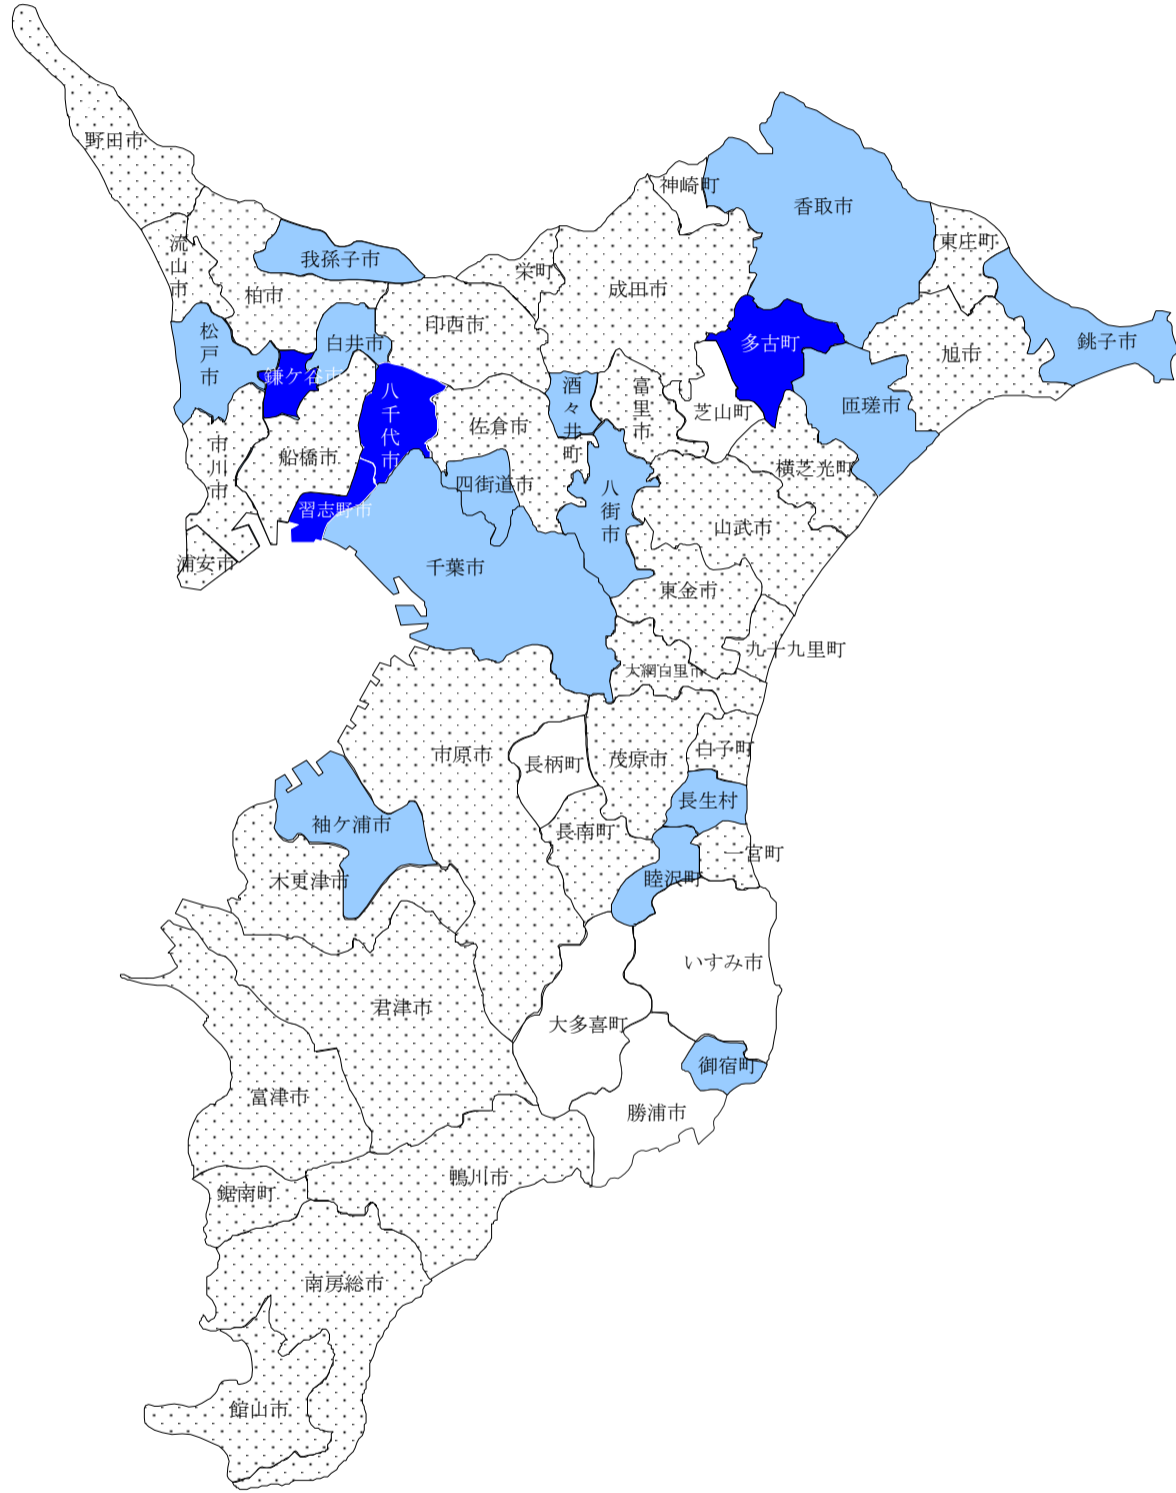 野田市
流山市
柏市
我孫子市
松戸市
鎌ケ谷市
白井市
印西市
栄町
成田市
神崎町
香取市
東庄町
銚子市
旭市
多古町
匝瑳市
芝山町
横芝光町
富里市
酒々井町
佐倉市
八千代市
船橋市
市川市
浦安市
習志野市
四街道市
八街市
千葉市
山武市
東金市
九十九里町
大網白里市
市原市
長柄町
茂原市
白子町
長生村
長南町
一宮町
睦沢町
袖ケ浦市
木更津市
いすみ市
君津市
大多喜町
御宿町
勝浦市
富津市
鴨川市
鋸南町
南房総市
館山市